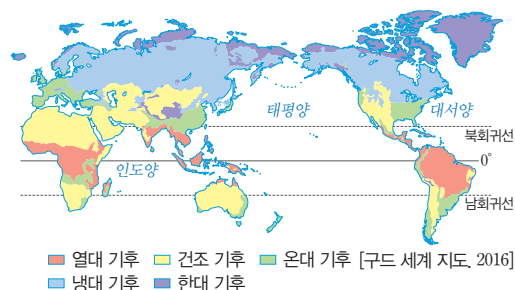 태평양
대서양
북회귀선
인도양
0°
남회귀선
열대 기후 건조 기후 온대 기후 [구드 세계 지도, 2016]
냉대 기후 한대 기후